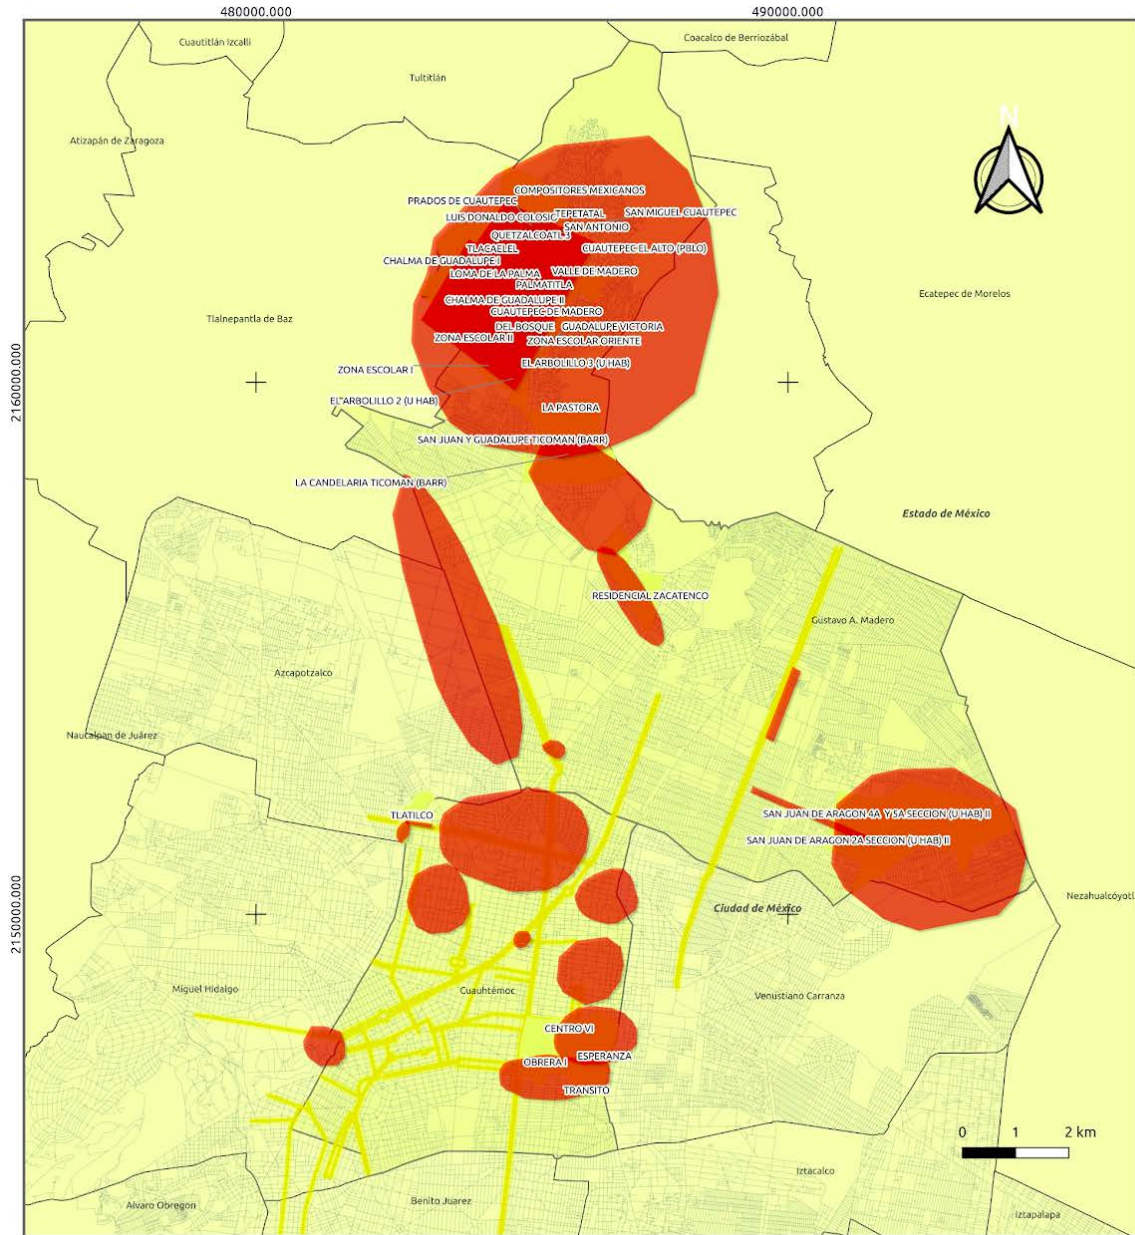 480000.000
490000.000
Cuautitlán Izcalli
Coacalco de Berriozábal
Tultitlán
Atizapán de Zaragoza
N
COMPOSITORES MEXICANOS
PRADOS DE CUAUTEPEC
LUIS DONALDO COLOSIO
TEPETATAL
SAN MIGUEL CUAUTEPEC
SAN ANTONIO
QUETZALCOATL 3
TLACAELEL
CUAUTEPEC EL ALTO (PBLO)
CHALMA DE GUADALUPE I
LOMA DE LA PALMA
VALLE DE MADERO
PALMATITLA
Ecatepec de Morelos
CHALMA DE GUADALUPE II
CUAUTEPEC DE MADERO
Tlalnepantla de Baz
DEL BOSQUE
GUADALUPE VICTORIA
ZONA ESCOLAR II
ZONA ESCOLAR ORIENTE
EL ARBOLILLO 3 (U HAB)
ZONA ESCOLAR I
2160000.000
EL ARBOLILLO 2 (U HAB)
LA PASTORA
SAN JUAN Y GUADALUPE TICOMAN (BARR)
LA CANDELARIA TICOMAN (BARR)
Estado de México
RESIDENCIAL ZACATENCO
Gustavo A. Madero
Azcapotzalco
Naucalpan de Juárez
TLATILCO
SAN JUAN DE ARAGON 4A Y 5A SECCION (U HAB) II
SAN JUAN DE ARAGON 2A SECCION (U HAB) II
Nezahualcóyotl
Ciudad de México
2150000.000
Miguel Hidalgo
Cuauhtémoc
Venustiano Carranza
CENTRO VI
ESPERANZA
OBRERA I
TRANSITO
0 1 2 km
Iztacalco
Alvaro Obregon
Benito Juarez
Iztapalapa